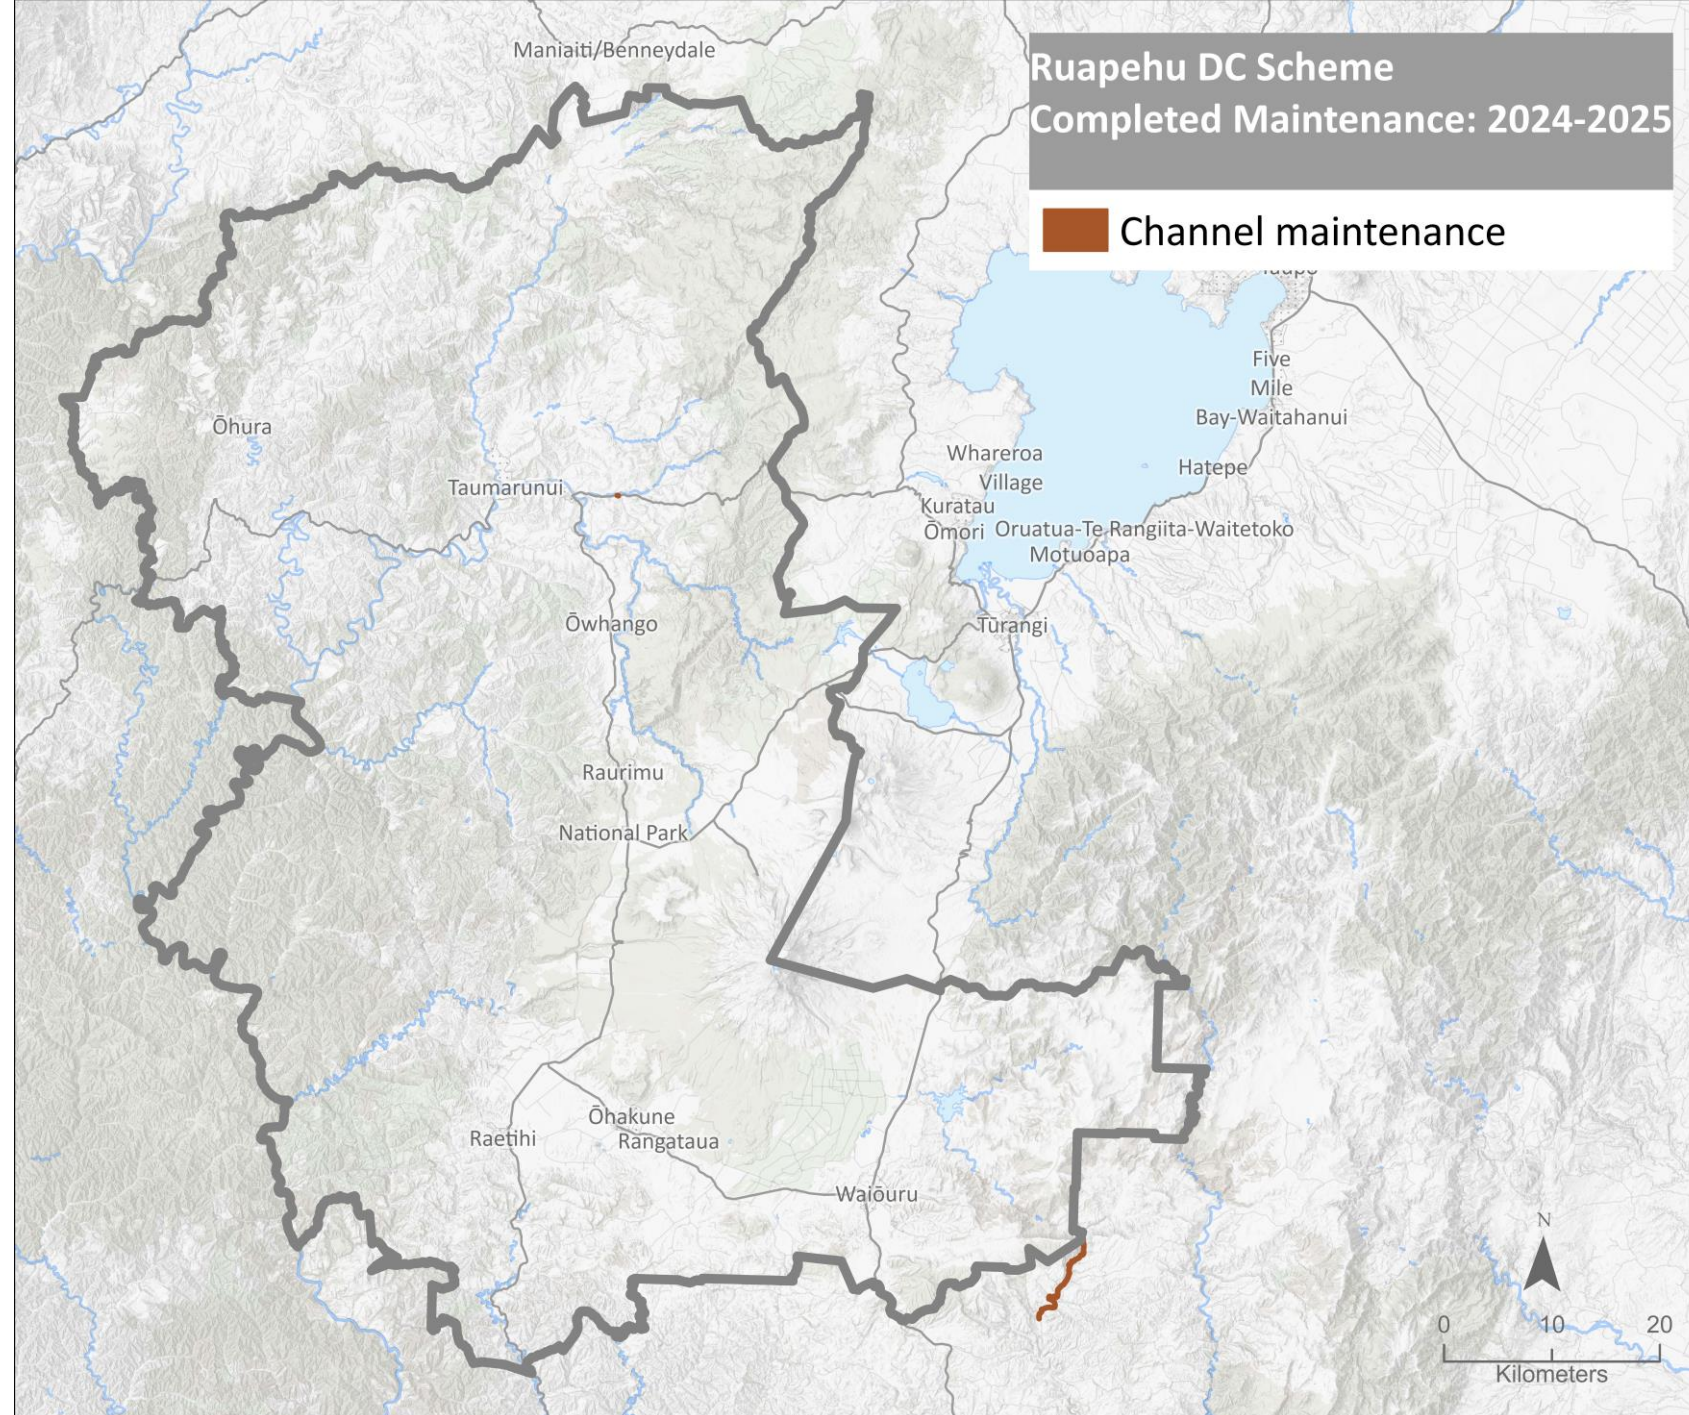 Maniaiti/Benneydale
Ruapehu DC Scheme
Completed Maintenance: 2024-2025
Channel maintenance
Five
Mile
Bay-Waitahanui
Ōhura
Whareroa
Village
Hatepe
Taumarunui
Kuratau
Ōmori
Oruatua-Te Rangiita-Waitetoko
Motuoapa
Ōwhango
Tūrangi
Raurimu
National Park
Ōhakune
Raetihi
Rangataua
Waiōuru
N
0 10 20
Kilometers